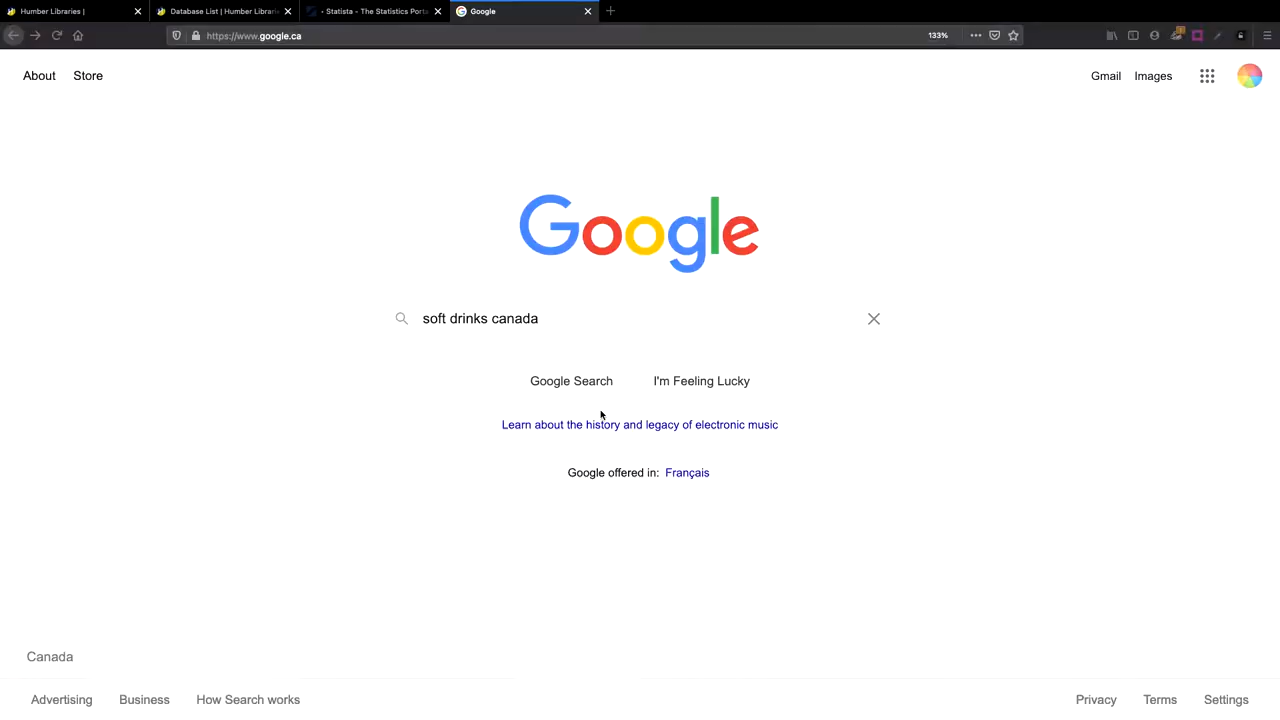 Humber Libraries |
Database List | Humber Librari
- Statista - The Statistics Porta
Google
https://www.google.ca
133%
About Store
Gmail Images
Google
soft drinks canada
Google Search I'm Feeling Lucky
Learn about the history and legacy of electronic music
Google offered in: Français
Canada
Advertising Business How Search works
Privacy Terms Settings